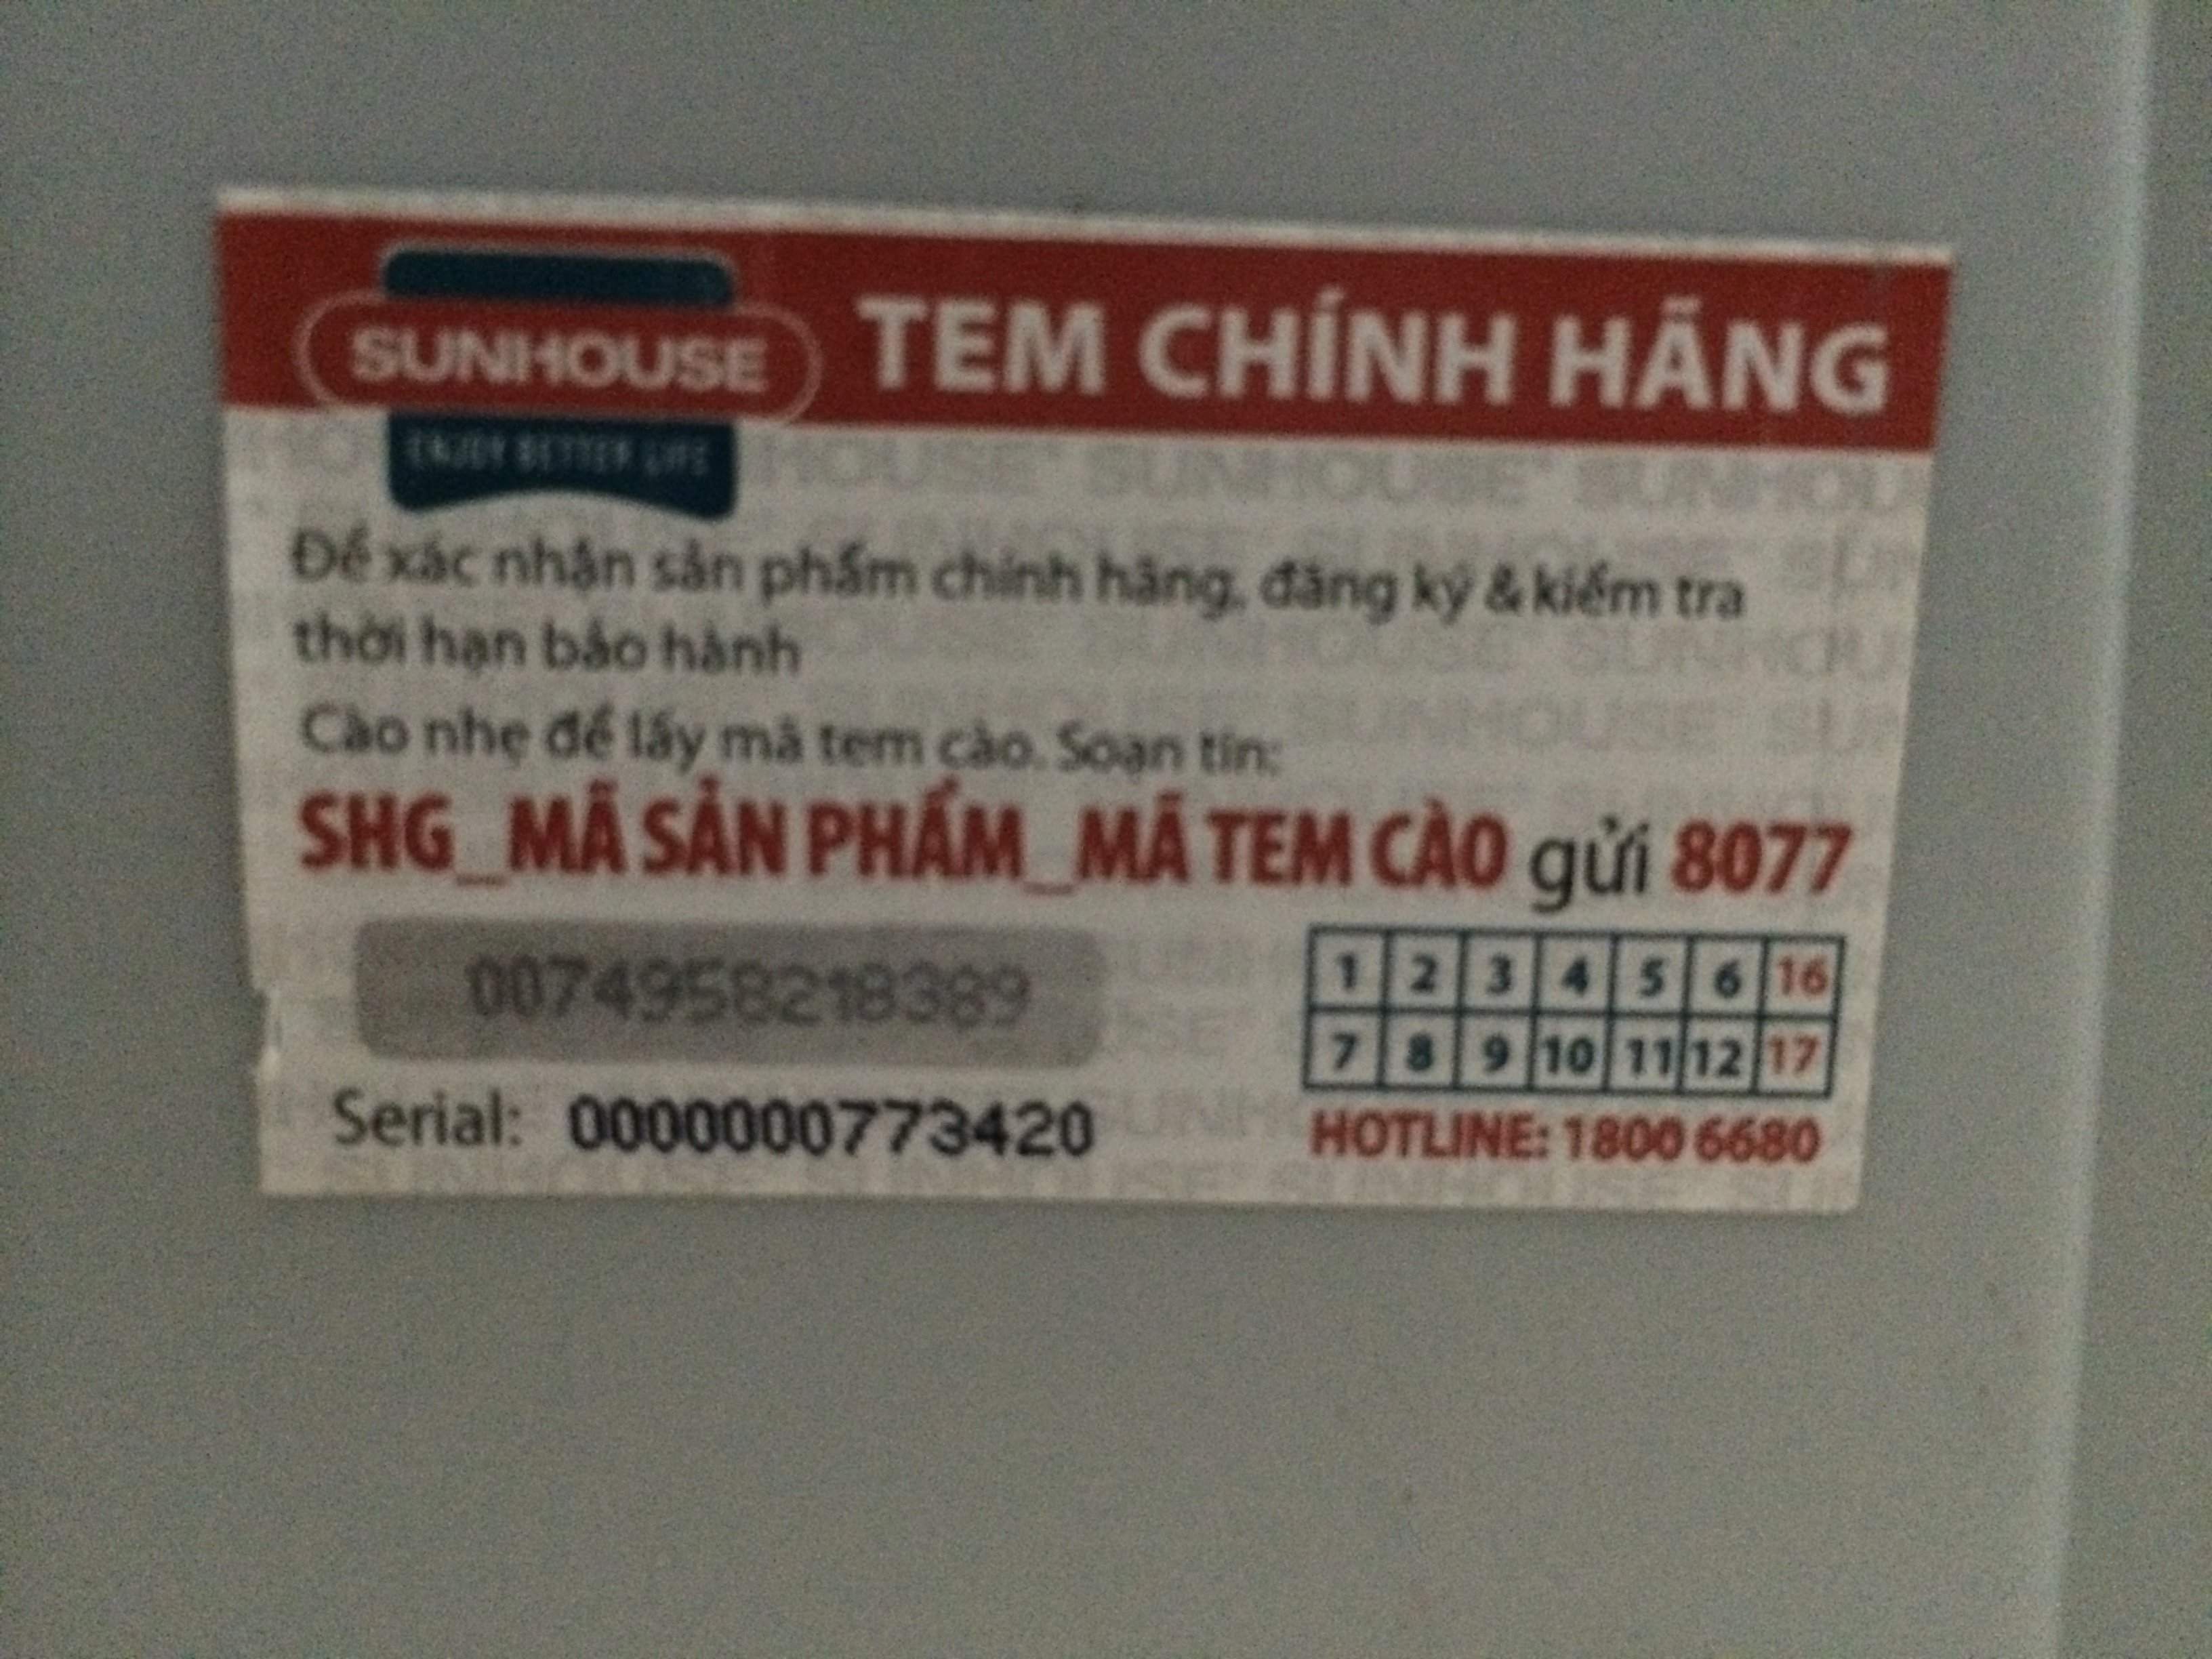 SUNHOUSE
ENJOY BETTER LIFE
TEM CHÍNH HÃNG
Để xác nhận sản phẩm chính hãng, đăng ký & kiểm tra
thời hạn bảo hành
Cào nhẹ để lấy mã tem cào. Soạn tin:
SHG_MÃ SẢN PHẨM_MÃ TEM CÀO gửi 8077
0074958218389
1 2 3 4 5 6 16
7 8 9 10 11 12 17
Serial: 0000000773420
HOTLINE: 1800 6680